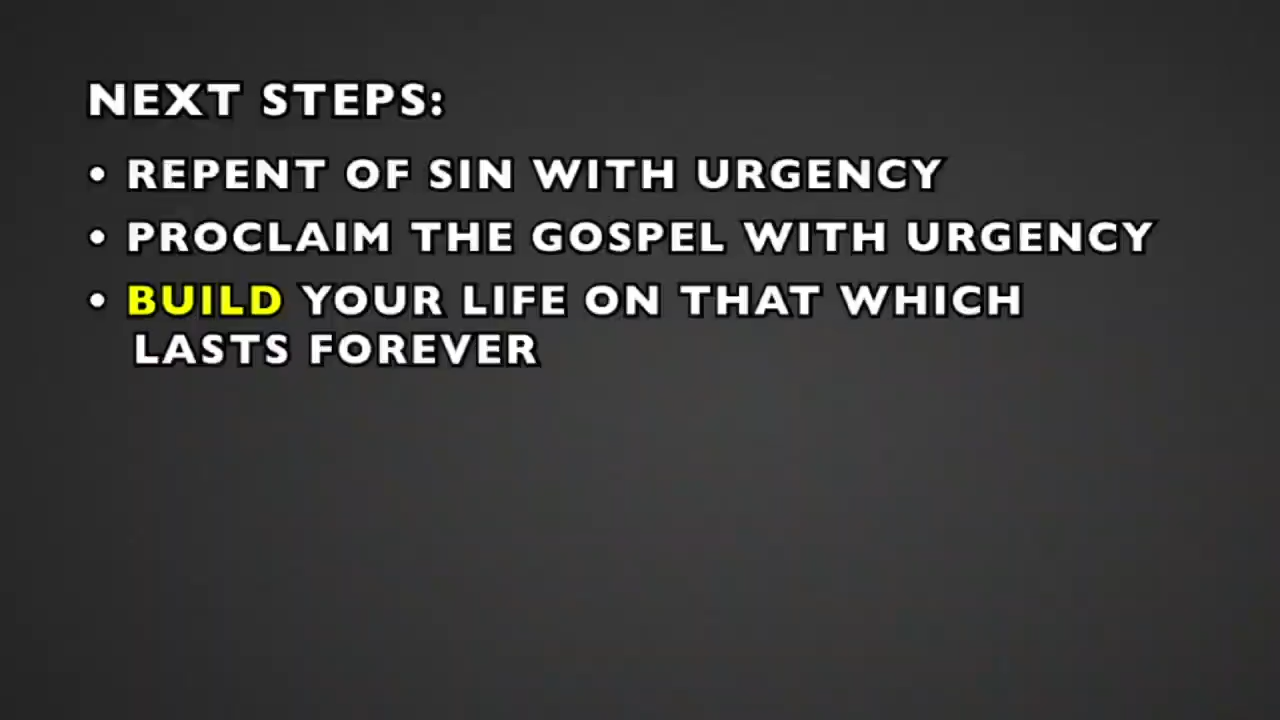 NEXT STEPS:
• REPENT OF SIN WITH URGENCY
• PROCLAIM THE GOSPEL WITH URGENCY
• BUILD YOUR LIFE ON THAT WHICH
LASTS FOREVER